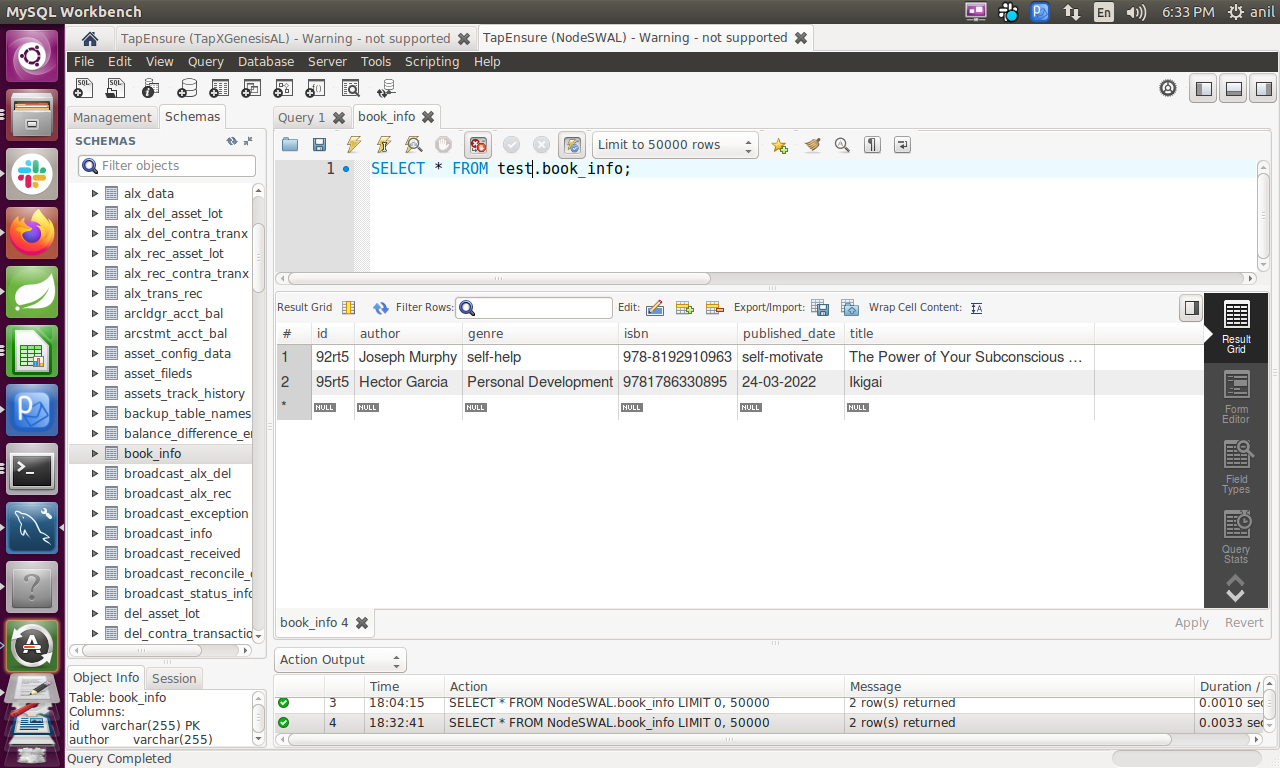 MySQL Workbench
En
6:33 PM
anil
TapEnsure (TapXGenesisAL) - Warning - not supported
TapEnsure (NodeSWAL) - Warning - not supported
File Edit View Query Database Server Tools Scripting Help
Management
Schemas
Query 1
book_info
SCHEMAS
Filter objects
alx_data
alx_del_asset_lot
alx_del_contra_tranx
alx_rec_asset_lot
alx_rec_contra_tranx
alx_trans_rec
arcldgr_acct_bal
arcstmt_acct_bal
asset_config_data
asset_fileds
assets_track_history
backup_table_names
balance_difference_e
book_info
broadcast_alx_del
broadcast_alx_rec
broadcast_exception
broadcast_info
broadcast_received
broadcast_reconcile_
broadcast_status_info
del_asset_lot
del_contra_transactio
Object Info
Session
Table: book_info
Columns:
id varchar(255) PK
author varchar(255)
Limit to 50000 rows
1 SELECT * FROM test.book_info;
Result Grid
Filter Rows:
Edit:
Export/Import:
Wrap Cell Content:
# id author genre isbn published_date title
1 92rt5 Joseph Murphy self-help 978-8192910963 self-motivate The Power of Your Subconscious ...
2 95rt5 Hector Garcia Personal Development 9781786330895 24-03-2022 Ikigai
* NULL NULL NULL NULL NULL NULL
Result
Grid
Form
Editor
Field
Types
Query
Stats
book_info 4
Apply
Revert
Action Output
Time Action Message Duration /
3 18:04:15 SELECT * FROM NodeSWAL.book_info LIMIT 0, 50000 2 row(s) returned 0.0010 sec
4 18:32:41 SELECT * FROM NodeSWAL.book_info LIMIT 0, 50000 2 row(s) returned 0.0033 sec
Query Completed